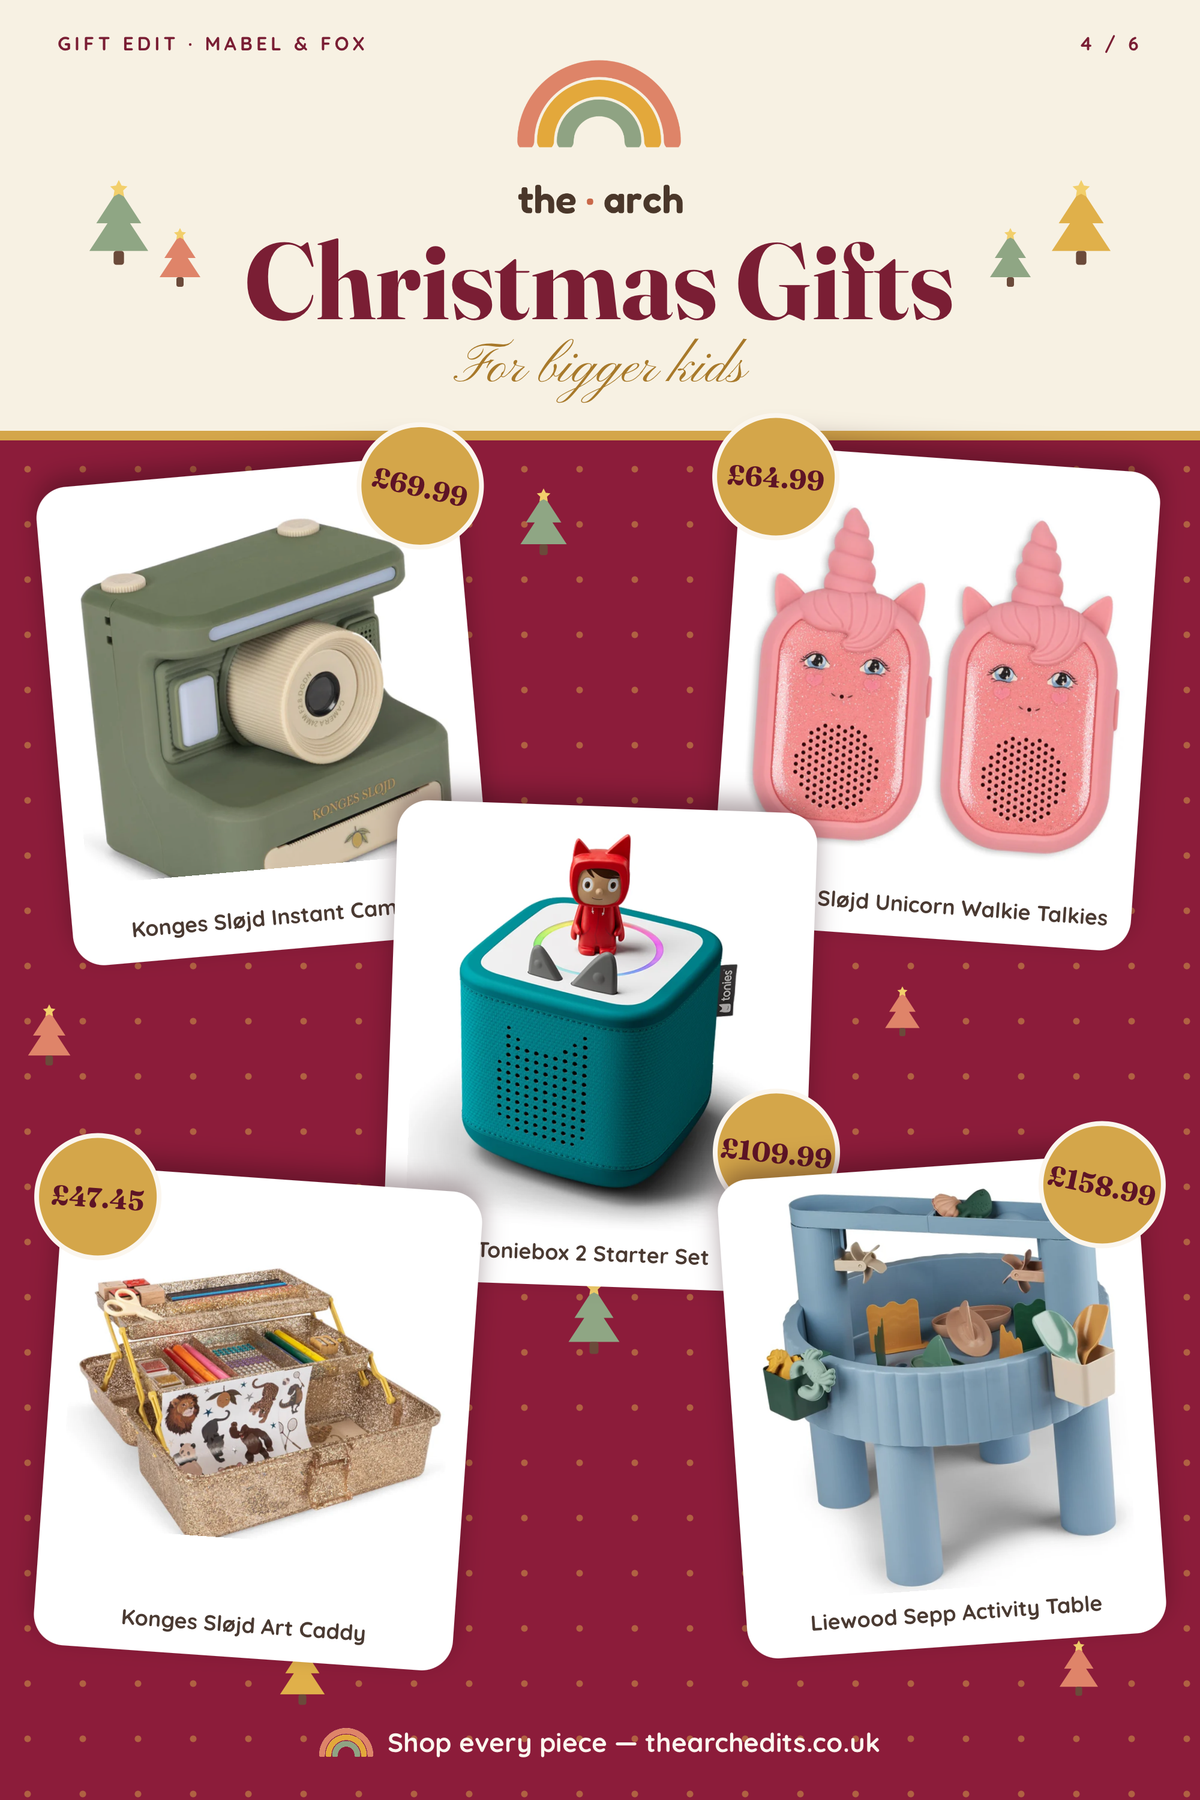 GIFT EDIT · MABEL & FOX
4 / 6
the · arch
Christmas Gifts
For bigger kids
£69.99
£64.99
KONGES SLØJD
Konges Sløjd Instant Cam
Sløjd Unicorn Walkie Talkies
tonies
£109.99
Toniebox 2 Starter Set
£47.45
£158.99
Konges Sløjd Art Caddy
Liewood Sepp Activity Table
Shop every piece — thearchedits.co.uk